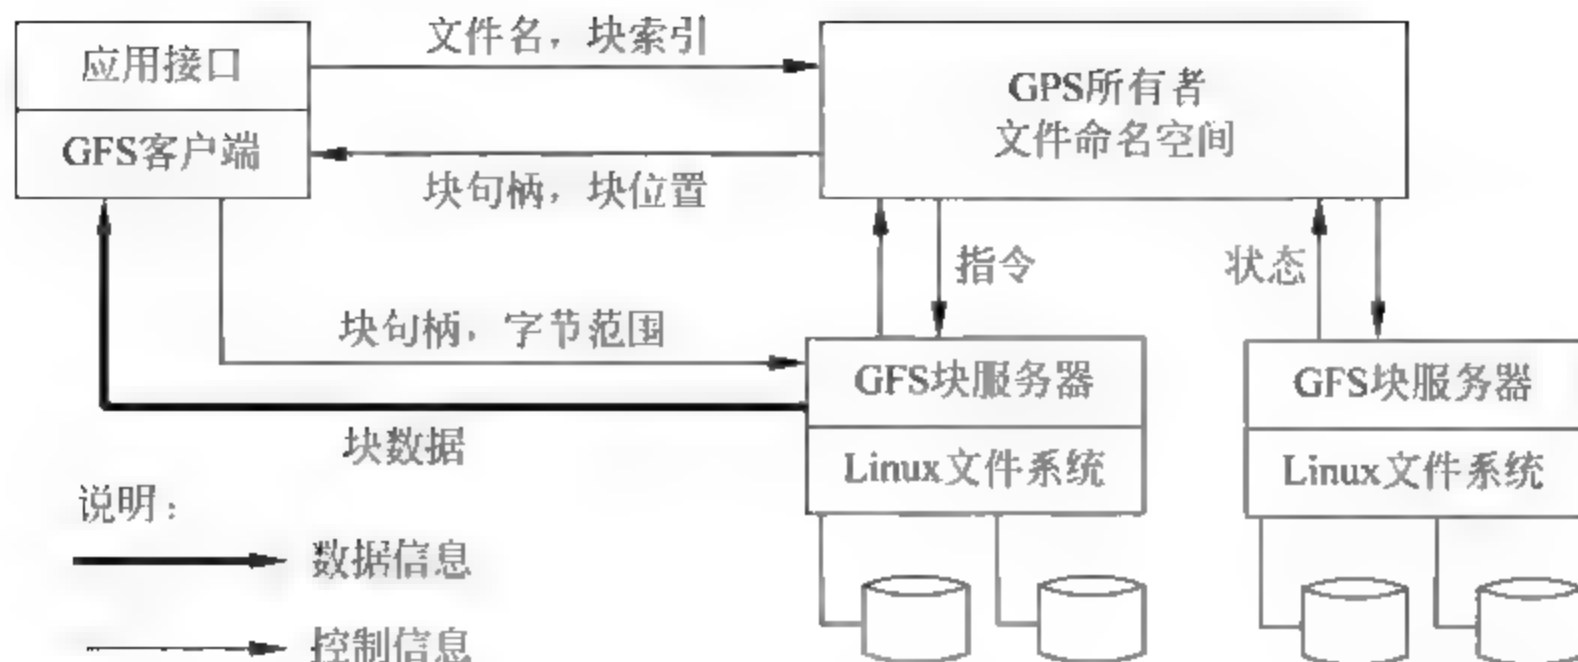 应用接口
GFS客户端
文件名，块索引
块句柄，块位置
GPS所有者
文件命名空间
指令
状态
块句柄，字节范围
块数据
GFS块服务器
Linux文件系统
GFS块服务器
Linux文件系统
说明：
数据信息
控制信息